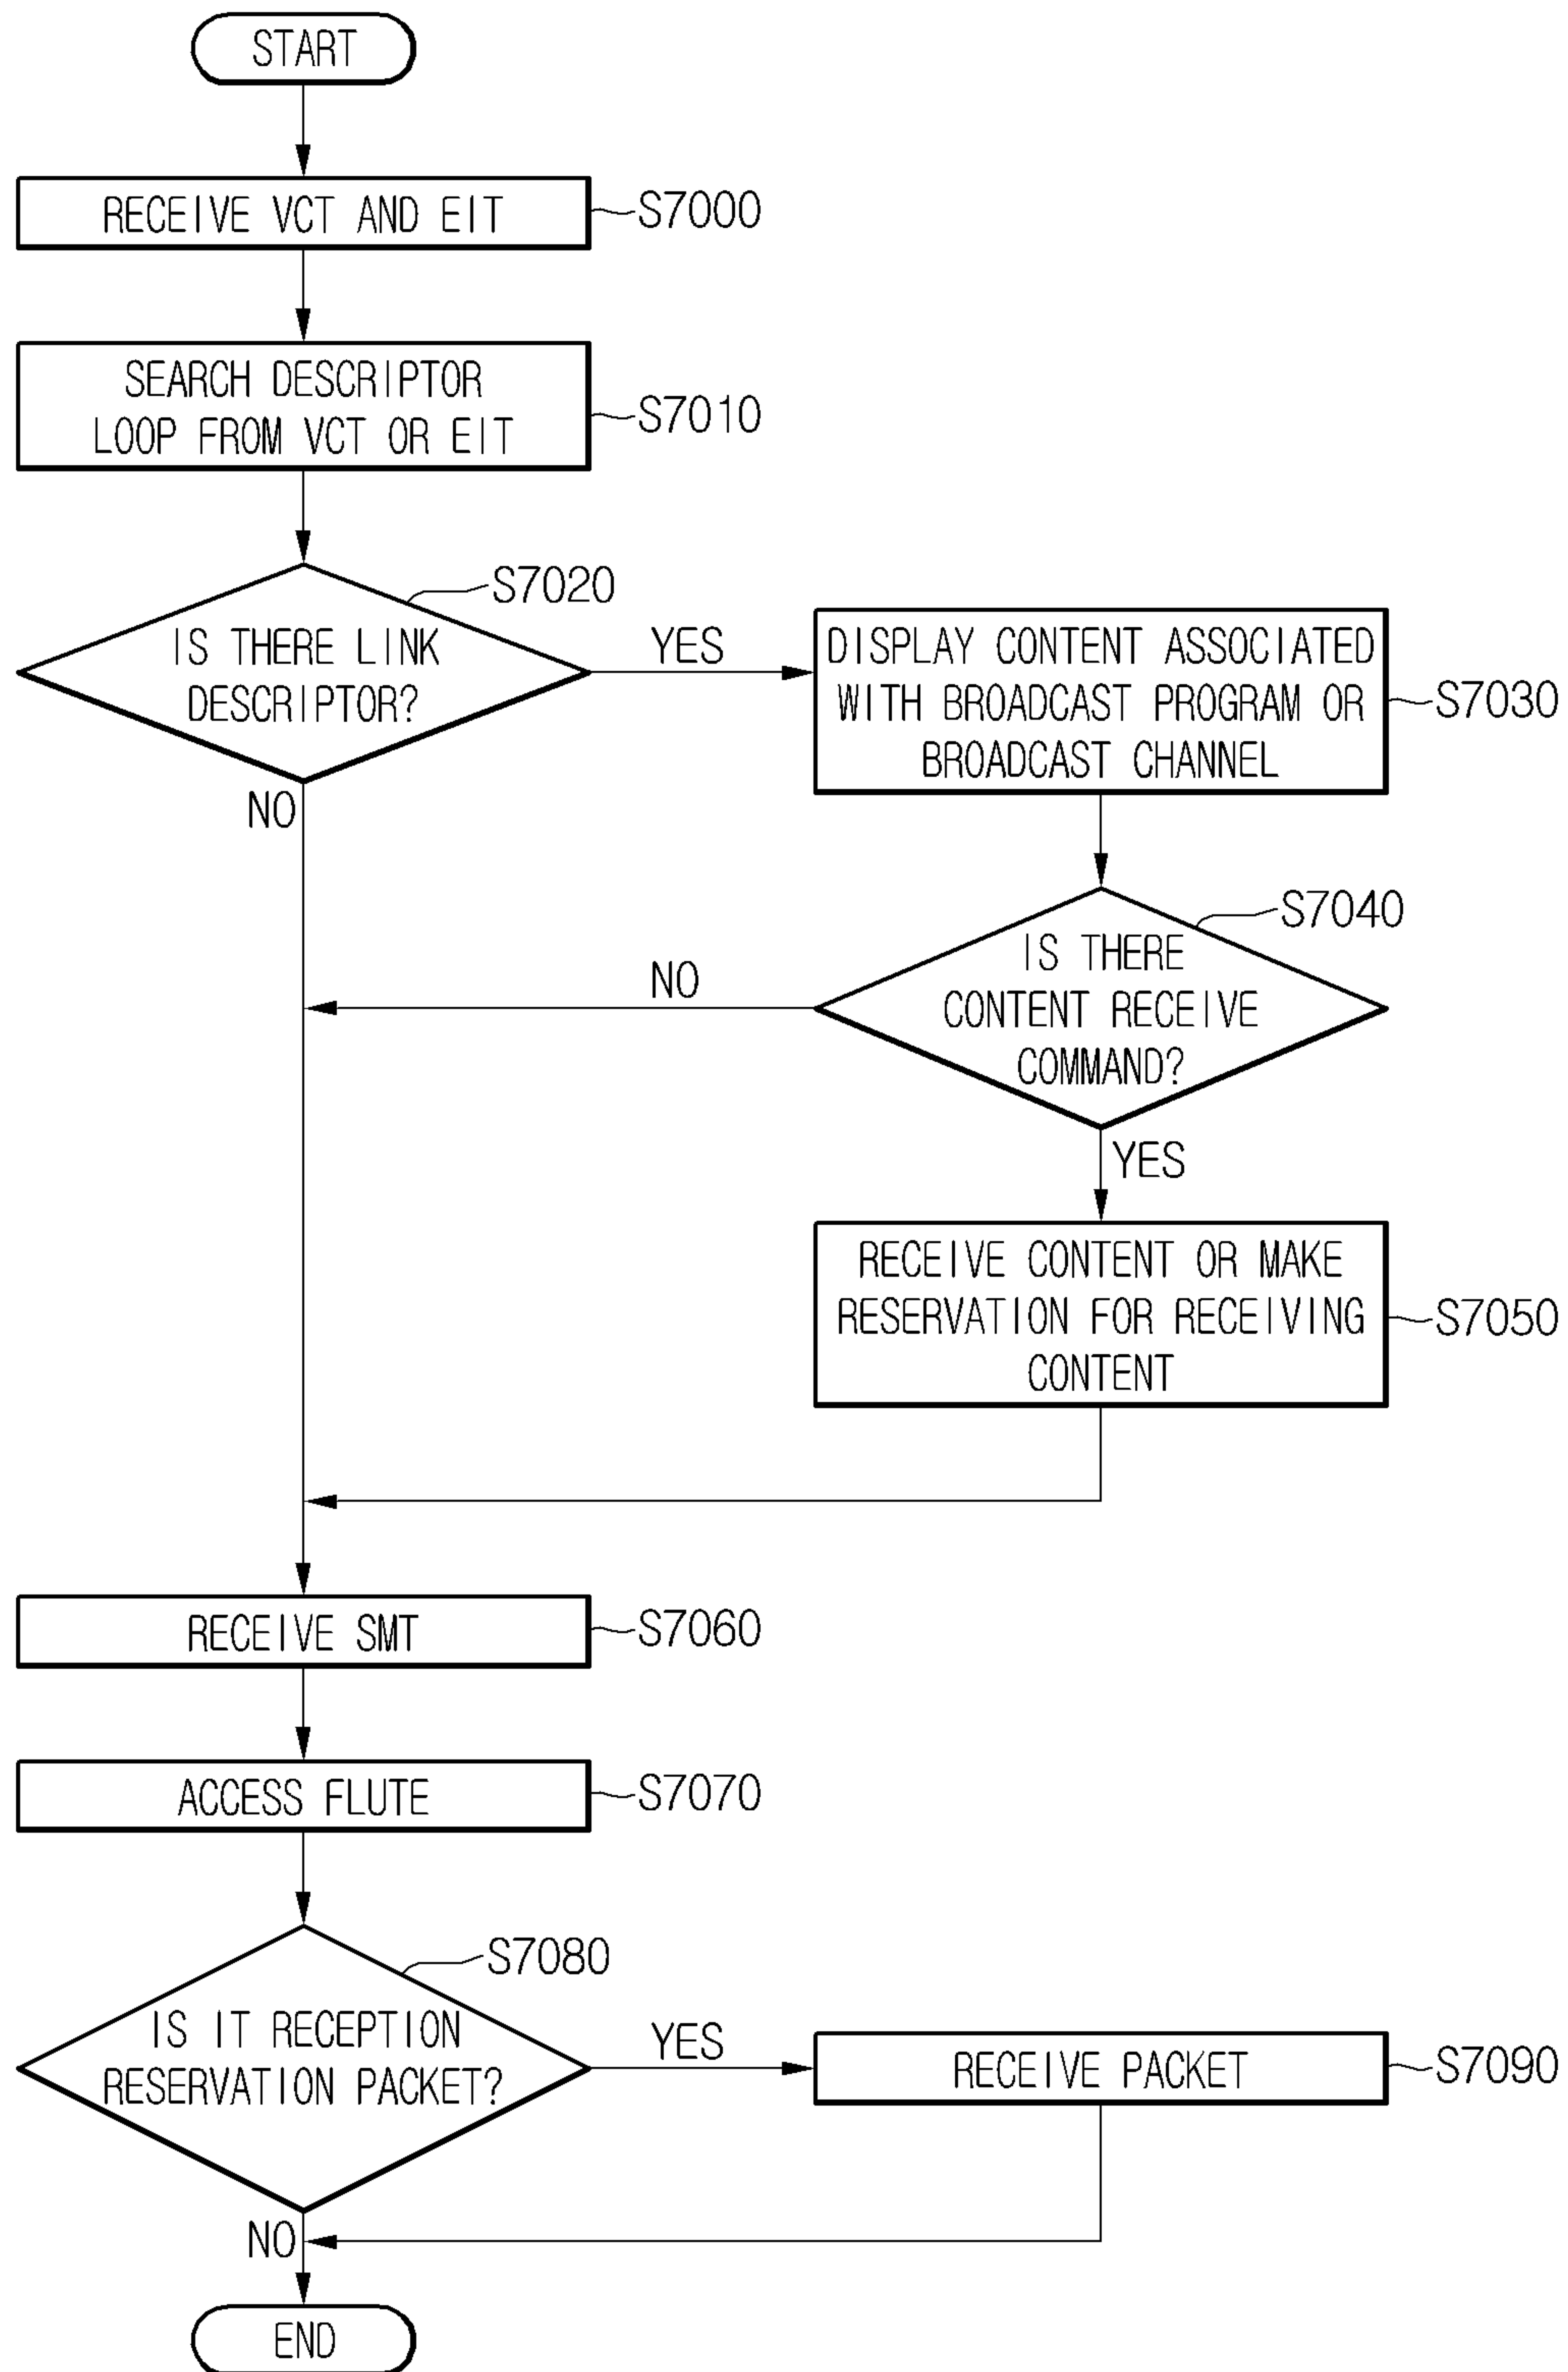 START
RECEIVE VCT AND EIT
S7000
SEARCH DESCRIPTOR
LOOP FROM VCT OR EIT
S7010
S7020
IS THERE LINK
DESCRIPTOR?
YES
NO
DISPLAY CONTENT ASSOCIATED
WITH BROADCAST PROGRAM OR
BROADCAST CHANNEL
S7030
S7040
IS THERE
CONTENT RECEIVE
COMMAND?
NO
YES
RECEIVE CONTENT OR MAKE
RESERVATION FOR RECEIVING
CONTENT
S7050
RECEIVE SMT
S7060
ACCESS FLUTE
S7070
S7080
IS IT RECEPTION
RESERVATION PACKET?
YES
RECEIVE PACKET
S7090
NO
END